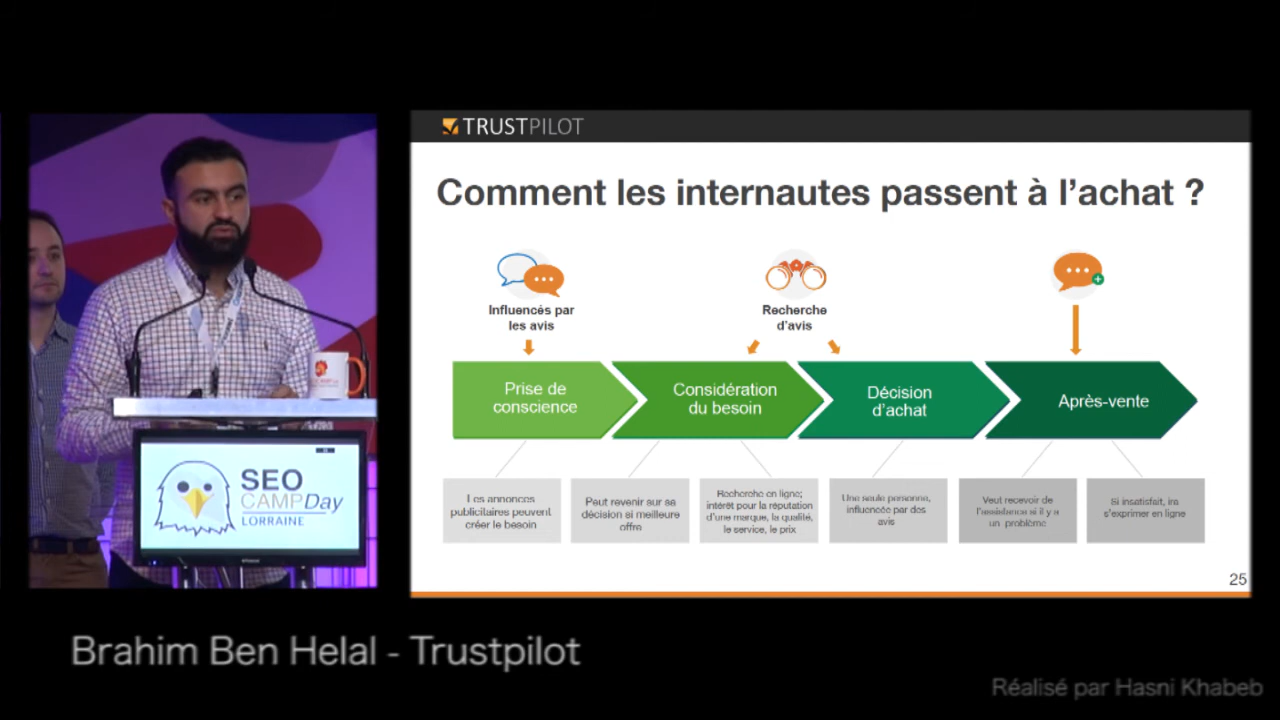 TRUSTPILOT
Comment les internautes passent à l'achat ?
Influencés par
les avis
Recherche
d'avis
Prise de
conscience
Considération
du besoin
Décision
d'achat
Après-vente
Les annonces
publicitaires peuvent
créer le besoin
Peut revenir sur sa
décision si meilleure
offre
Recherche en ligne;
intérêt pour la réputation
d'une marque, la qualité,
le service, le prix
Une seule personne,
influencée par des
avis
Veut recevoir de
l'assistance si il y a
un problème
Si insatisfait, ira
s'exprimer en ligne
25
SEO
CAMPDay
LORRAINE
Brahim Ben Helal - Trustpilot
Réalisé par Hasni Khabeb